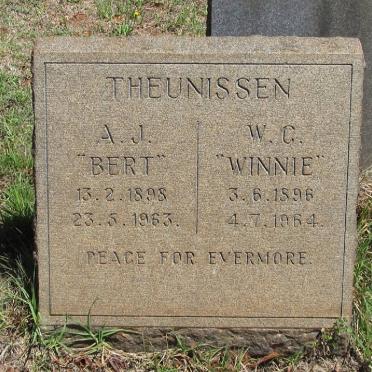 THEUNISSEN
A.J. W.C.
"BERT" "WINNIE"
13.2.1898 3.6.1896
23.5.1963. 4.7.1964.
PEACE FOR EVERMORE.